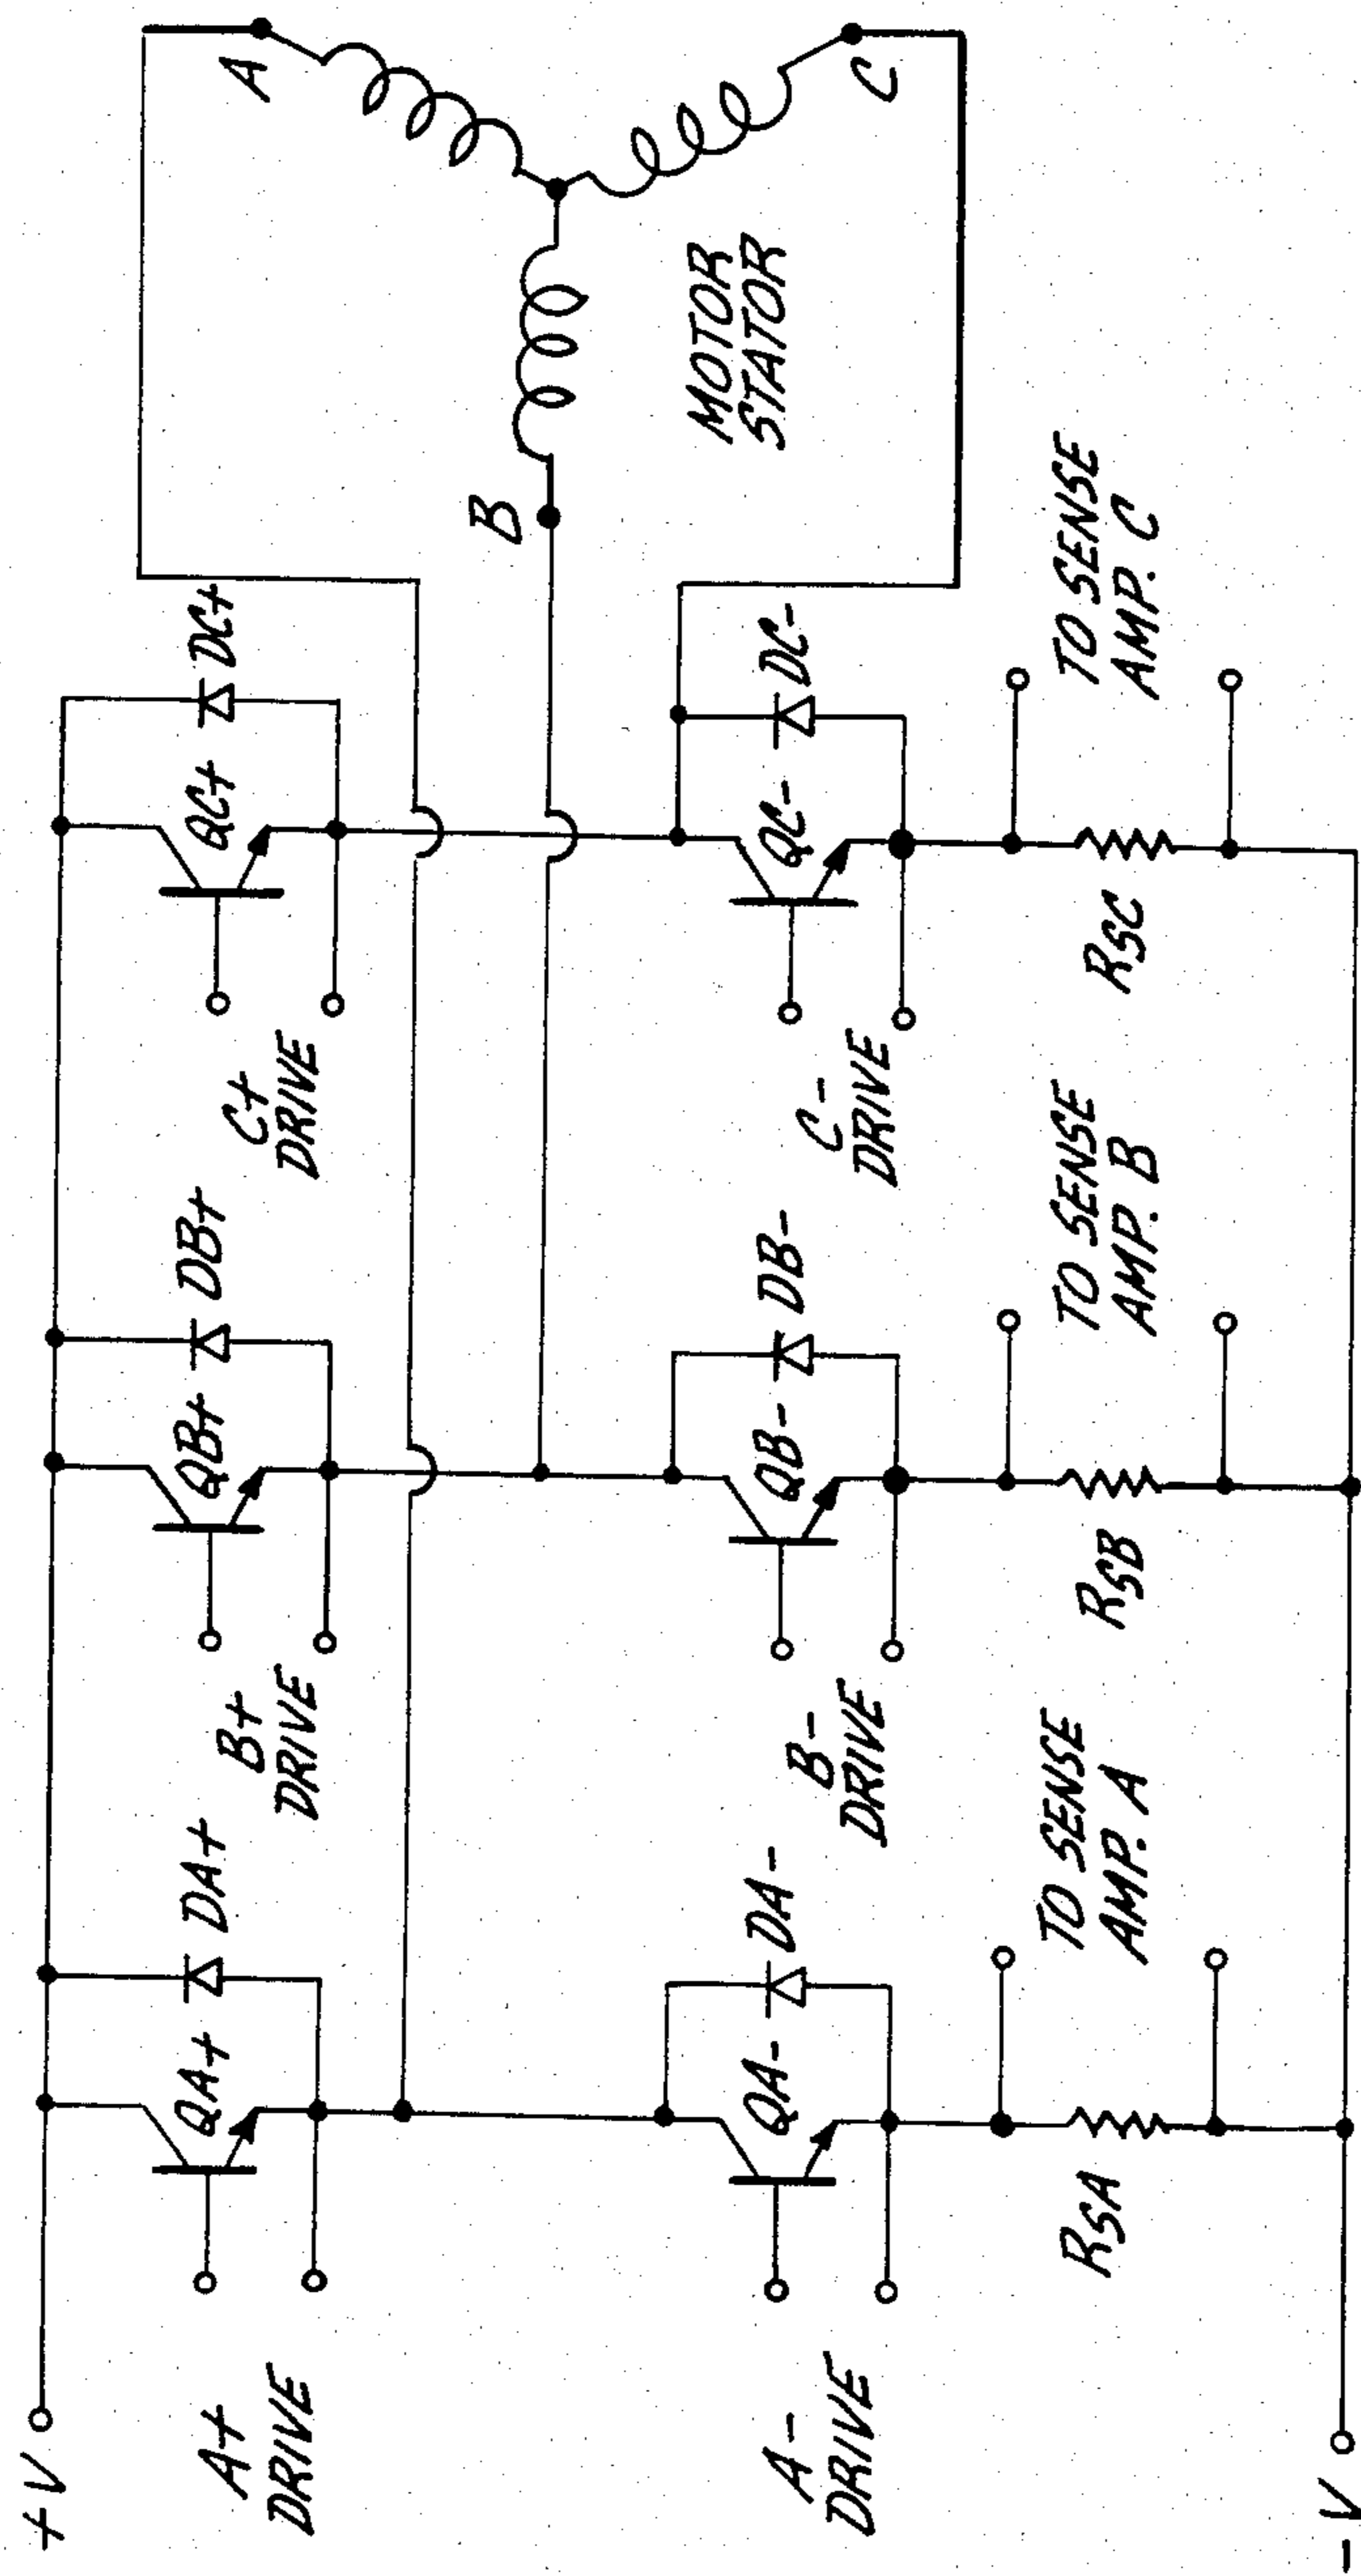 +V
A+
DRIVE
QA+
DA+
B+
DRIVE
QB+
DB+
C+
DRIVE
QC+
DC+
A
B
C
MOTOR
STATOR
A-
DRIVE
QA-
DA-
B-
DRIVE
QB-
DB-
C-
DRIVE
QC-
DC-
RSA
TO SENSE
AMP. A
RSB
TO SENSE
AMP. B
RSC
TO SENSE
AMP. C
-V